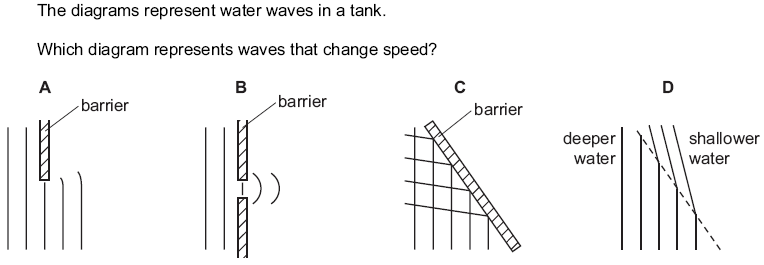 The diagrams represent water waves in a tank.
Which diagram represents waves that change speed?
A
B
C
D
barrier
barrier
barrier
deeper
water
shallower
water